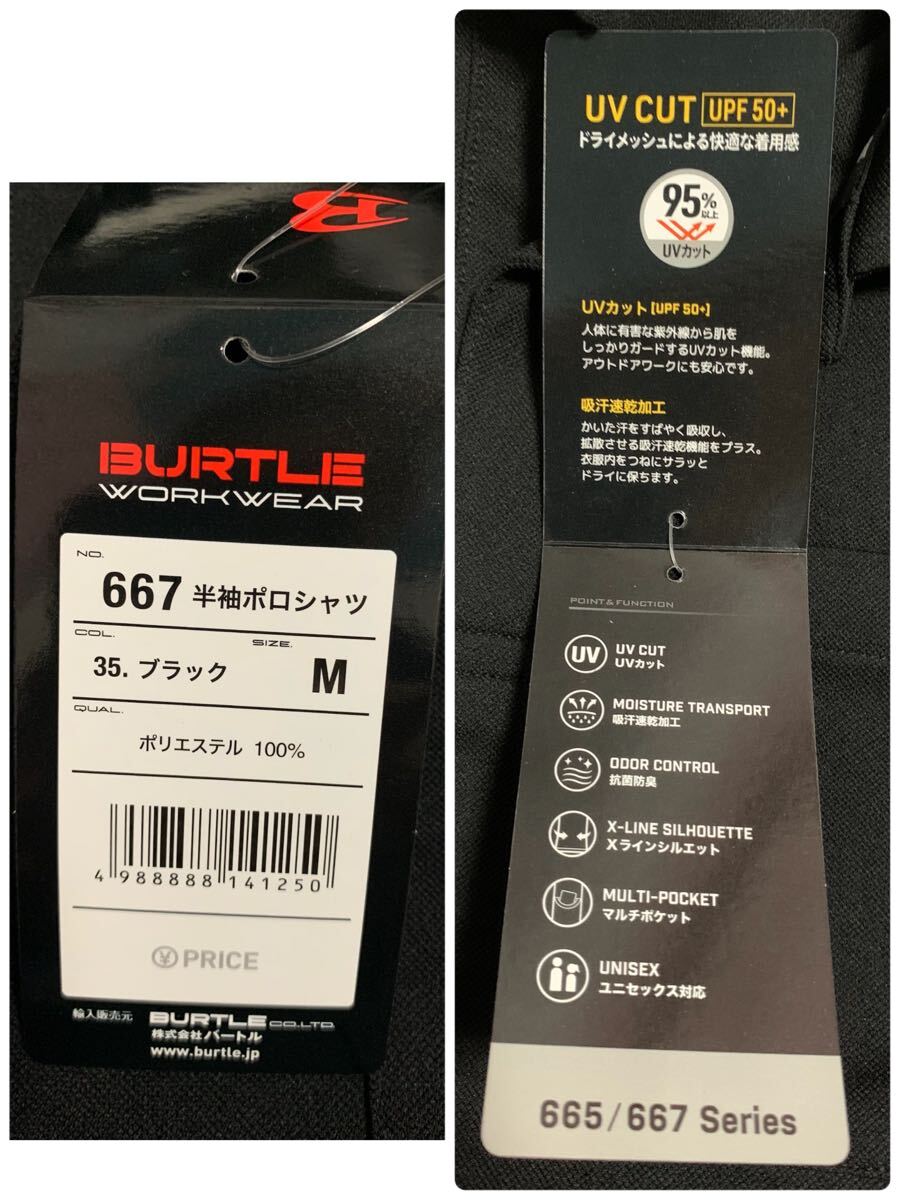 BURTLE
WORKWEAR
NO.
667 半袖ポロシャツ
COL.
SIZE.
35. ブラック
M
QUAL.
ポリエステル 100%
4 988888 141250
¥ PRICE
輸入販売元
BURTLE CO.,LTD.
株式会社バートル
www.burtle.jp
UV CUT UPF 50+
ドライメッシュによる快適な着用感
95%以上
UVカット
UVカット [UPF 50+]
人体に有害な紫外線から肌を
しっかりガードするUVカット機能。
アウトドアワークにも安心です。
吸汗速乾加工
かいた汗をすばやく吸収し、
拡散させる吸汗速乾機能をプラス。
衣服内をつねにサラッと
ドライに保ちます。
POINT & FUNCTION
UV
UV CUT
UVカット
MOISTURE TRANSPORT
吸汗速乾加工
ODOR CONTROL
抗菌防臭
X-LINE SILHOUETTE
Xラインシルエット
MULTI-POCKET
マルチポケット
UNISEX
ユニセックス対応
665/667 Series